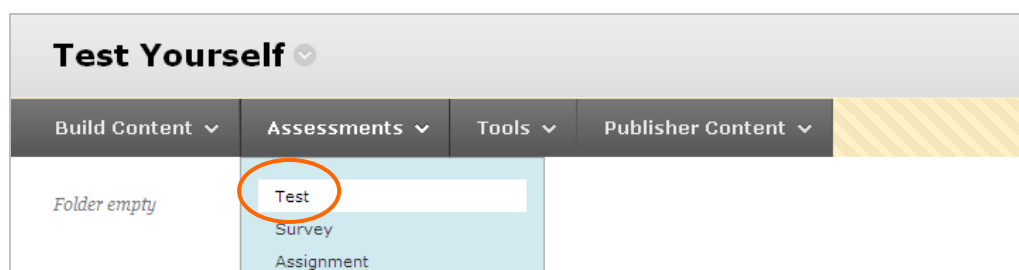 Test Yourself
Build Content Assessments Tools Publisher Content
Folder empty
Test
Survey
Assignment